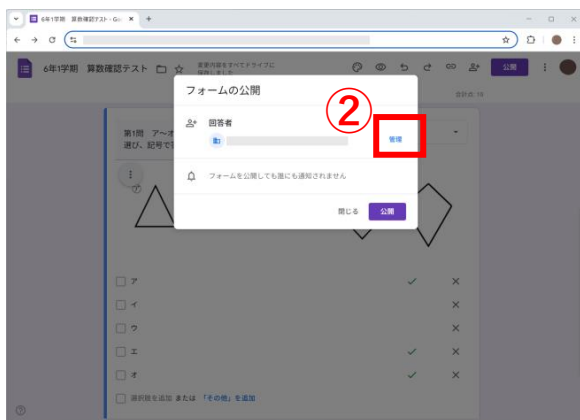 6年1学期 算数確認テスト - Go
6年1学期 算数確認テスト
変更内容をすべてドライブに
保存しました
公開
合計点: 10
フォームの公開
②
回答者
管理
フォームを公開しても誰にも通知されません
閉じる
公開
第1問 ア～オ
選び、記号で
⑦
ア
イ
ウ
エ
オ
選択肢を追加 または 「その他」を追加